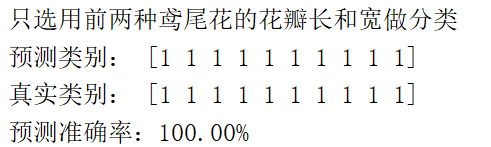 只选用前两种鸢尾花的花瓣长和宽做分类
预测类别： [1 1 1 1 1 1 1 1 1 1]
真实类别： [1 1 1 1 1 1 1 1 1 1]
预测准确率：100.00%